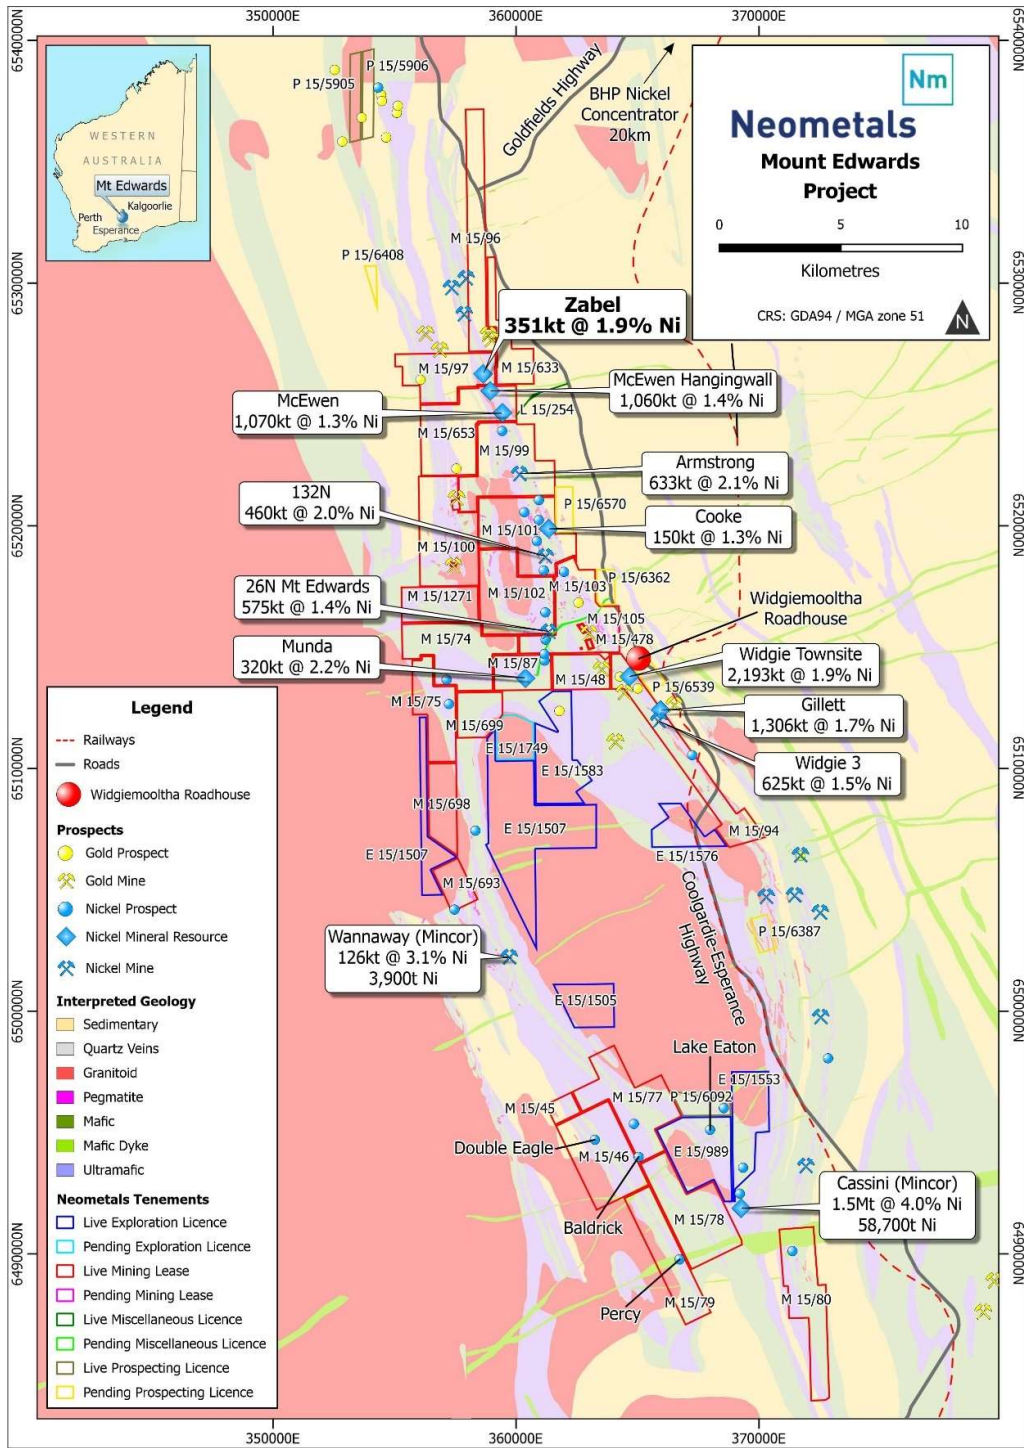 350000E
360000E
370000E
6540000N
6540000N
6530000N
6530000N
6520000N
6520000N
6510000N
6510000N
6500000N
6500000N
6490000N
6490000N
350000E
360000E
370000E
WESTERN
AUSTRALIA
Mt Edwards
Kalgoorlie
Perth
Esperance
P 15/5906
P 15/5905
Goldfields Highway
BHP Nickel
Concentrator
20km
Nm
Neometals
Mount Edwards
Project
0
5
10
Kilometres
CRS: GDA94 / MGA zone 51
N
M 15/96
P 15/6408
Zabel
351kt @ 1.9% Ni
M 15/97
M 15/633
McEwen Hangingwall
1,060kt @ 1.4% Ni
McEwen
1,070kt @ 1.3% Ni
L 15/254
M 15/653
M 15/99
Armstrong
633kt @ 2.1% Ni
132N
460kt @ 2.0% Ni
P 15/6570
Cooke
150kt @ 1.3% Ni
M 15/101
M 15/100
26N Mt Edwards
575kt @ 1.4% Ni
M 15/1271
M 15/102
M 15/103
P 15/6362
M 15/105
Widgiemooltha
Roadhouse
M 15/74
M 15/478
Munda
320kt @ 2.2% Ni
M 15/87
M 15/48
Widgie Townsite
2,193kt @ 1.9% Ni
P 15/6539
Gillett
1,306kt @ 1.7% Ni
M 15/75
M 15/699
Widgie 3
625kt @ 1.5% Ni
E 15/1749
E 15/1583
M 15/698
E 15/1507
E 15/1507
M 15/94
E 15/1576
M 15/693
Coolgardie-Esperance
Highway
P 15/6387
Wannaway (Mincor)
126kt @ 3.1% Ni
3,900t Ni
E 15/1505
Lake Eaton
E 15/1553
M 15/77
P 15/6092
M 15/45
Double Eagle
M 15/46
E 15/989
Cassini (Mincor)
1.5Mt @ 4.0% Ni
58,700t Ni
Baldrick
M 15/78
Percy
M 15/79
M 15/80
Legend
Railways
Roads
Widgiemooltha Roadhouse
Prospects
Gold Prospect
Gold Mine
Nickel Prospect
Nickel Mineral Resource
Nickel Mine
Interpreted Geology
Sedimentary
Quartz Veins
Granitoid
Pegmatite
Mafic
Mafic Dyke
Ultramafic
Neometals Tenements
Live Exploration Licence
Pending Exploration Licence
Live Mining Lease
Pending Mining Lease
Live Miscellaneous Licence
Pending Miscellaneous Licence
Live Prospecting Licence
Pending Prospecting Licence